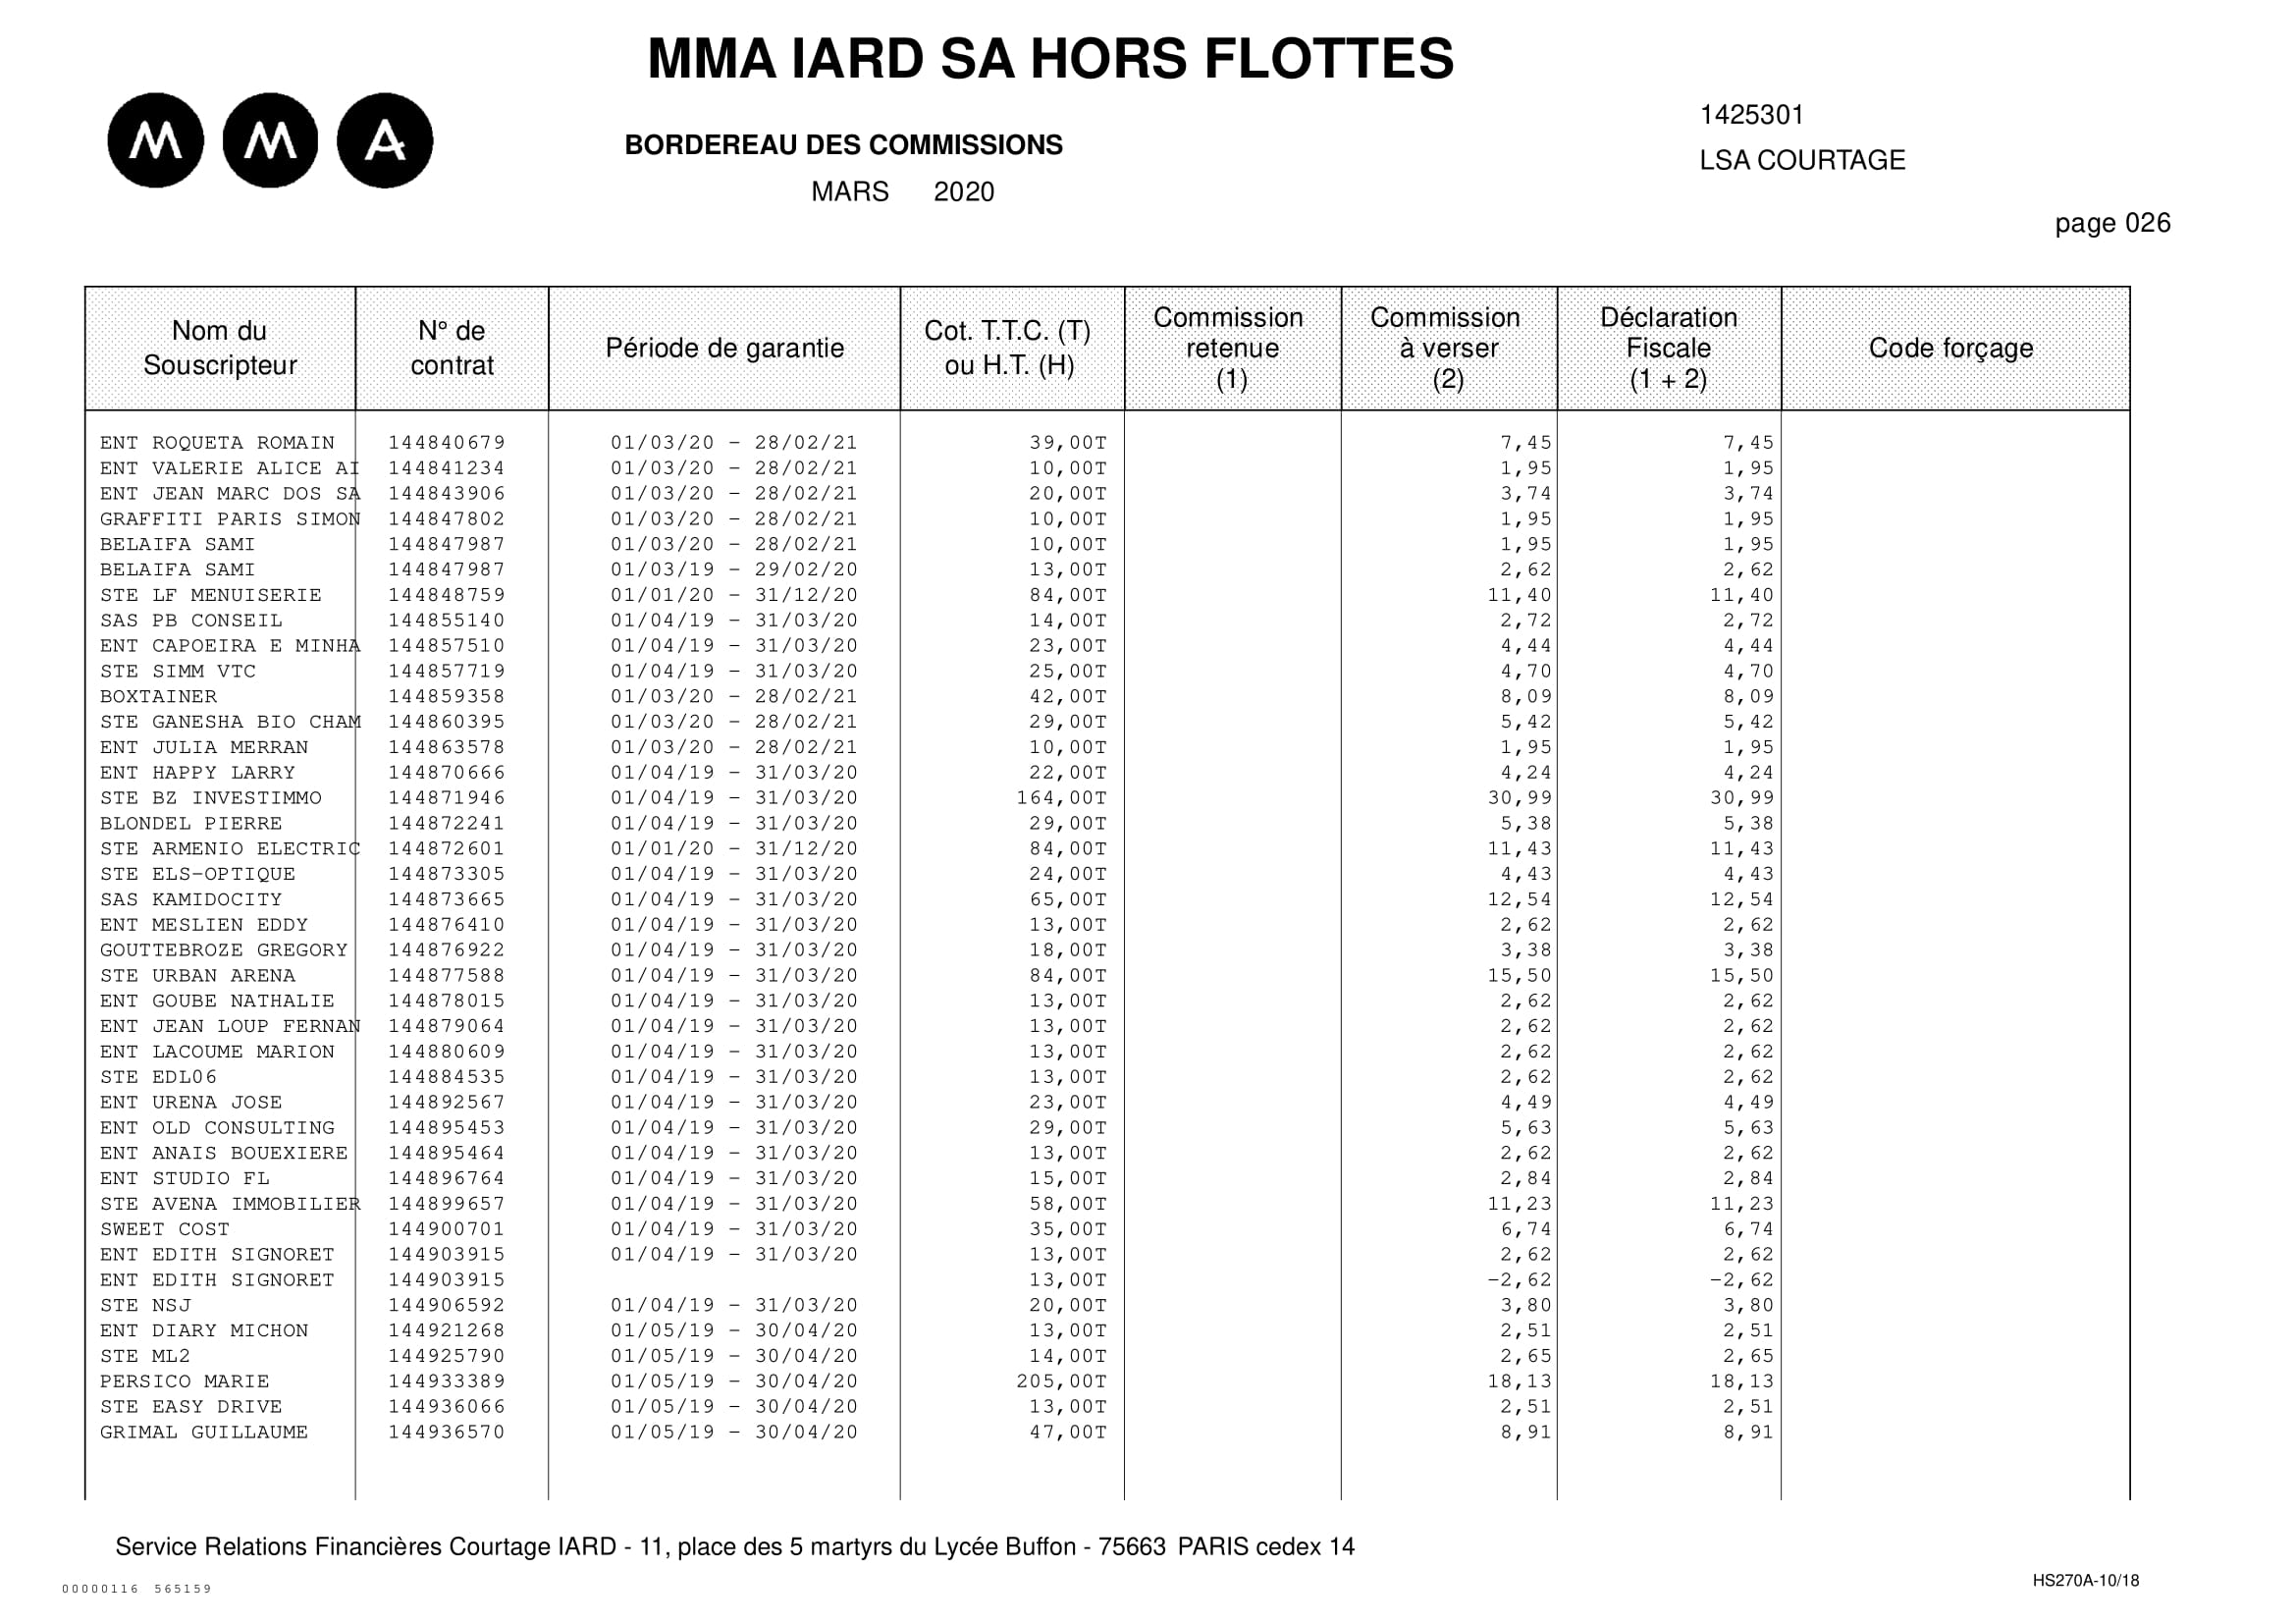 MMA IARD SA HORS FLOTTES
MMA
BORDEREAU DES COMMISSIONS
MARS 2020
1425301
LSA COURTAGE
page 026
Nom du Souscripteur N° de contrat Période de garantie Cot. T.T.C. (T) ou H.T. (H) Commission retenue (1) Commission à verser (2) Déclaration Fiscale (1 + 2) Code forçage
ENT ROQUETA ROMAIN 144840679 01/03/20 - 28/02/21 39,00T 7,45 7,45
ENT VALERIE ALICE AI 144841234 01/03/20 - 28/02/21 10,00T 1,95 1,95
ENT JEAN MARC DOS SA 144843906 01/03/20 - 28/02/21 20,00T 3,74 3,74
GRAFFITI PARIS SIMON 144847802 01/03/20 - 28/02/21 10,00T 1,95 1,95
BELAIFA SAMI 144847987 01/03/20 - 28/02/21 10,00T 1,95 1,95
BELAIFA SAMI 144847987 01/03/19 - 29/02/20 13,00T 2,62 2,62
STE LF MENUISERIE 144848759 01/01/20 - 31/12/20 84,00T 11,40 11,40
SAS PB CONSEIL 144855140 01/04/19 - 31/03/20 14,00T 2,72 2,72
ENT CAPOEIRA E MINHA 144857510 01/04/19 - 31/03/20 23,00T 4,44 4,44
STE SIMM VTC 144857719 01/04/19 - 31/03/20 25,00T 4,70 4,70
BOXTAINER 144859358 01/03/20 - 28/02/21 42,00T 8,09 8,09
STE GANESHA BIO CHAM 144860395 01/03/20 - 28/02/21 29,00T 5,42 5,42
ENT JULIA MERRAN 144863578 01/03/20 - 28/02/21 10,00T 1,95 1,95
ENT HAPPY LARRY 144870666 01/04/19 - 31/03/20 22,00T 4,24 4,24
STE BZ INVESTIMMO 144871946 01/04/19 - 31/03/20 164,00T 30,99 30,99
BLONDEL PIERRE 144872241 01/04/19 - 31/03/20 29,00T 5,38 5,38
STE ARMENIO ELECTRIC 144872601 01/01/20 - 31/12/20 84,00T 11,43 11,43
STE ELS-OPTIQUE 144873305 01/04/19 - 31/03/20 24,00T 4,43 4,43
SAS KAMIDOCITY 144873665 01/04/19 - 31/03/20 65,00T 12,54 12,54
ENT MESLIEN EDDY 144876410 01/04/19 - 31/03/20 13,00T 2,62 2,62
GOUTTEBROZE GREGORY 144876922 01/04/19 - 31/03/20 18,00T 3,38 3,38
STE URBAN ARENA 144877588 01/04/19 - 31/03/20 84,00T 15,50 15,50
ENT GOUBE NATHALIE 144878015 01/04/19 - 31/03/20 13,00T 2,62 2,62
ENT JEAN LOUP FERNAN 144879064 01/04/19 - 31/03/20 13,00T 2,62 2,62
ENT LACOUME MARION 144880609 01/04/19 - 31/03/20 13,00T 2,62 2,62
STE EDL06 144884535 01/04/19 - 31/03/20 13,00T 2,62 2,62
ENT URENA JOSE 144892567 01/04/19 - 31/03/20 23,00T 4,49 4,49
ENT OLD CONSULTING 144895453 01/04/19 - 31/03/20 29,00T 5,63 5,63
ENT ANAIS BOUEXIERE 144895464 01/04/19 - 31/03/20 13,00T 2,62 2,62
ENT STUDIO FL 144896764 01/04/19 - 31/03/20 15,00T 2,84 2,84
STE AVENA IMMOBILIER 144899657 01/04/19 - 31/03/20 58,00T 11,23 11,23
SWEET COST 144900701 01/04/19 - 31/03/20 35,00T 6,74 6,74
ENT EDITH SIGNORET 144903915 01/04/19 - 31/03/20 13,00T 2,62 2,62
ENT EDITH SIGNORET 144903915 13,00T -2,62 -2,62
STE NSJ 144906592 01/04/19 - 31/03/20 20,00T 3,80 3,80
ENT DIARY MICHON 144921268 01/05/19 - 30/04/20 13,00T 2,51 2,51
STE ML2 144925790 01/05/19 - 30/04/20 14,00T 2,65 2,65
PERSICO MARIE 144933389 01/05/19 - 30/04/20 205,00T 18,13 18,13
STE EASY DRIVE 144936066 01/05/19 - 30/04/20 13,00T 2,51 2,51
GRIMAL GUILLAUME 144936570 01/05/19 - 30/04/20 47,00T 8,91 8,91
Service Relations Financières Courtage IARD - 11, place des 5 martyrs du Lycée Buffon - 75663 PARIS cedex 14
00000116 565159
HS270A-10/18